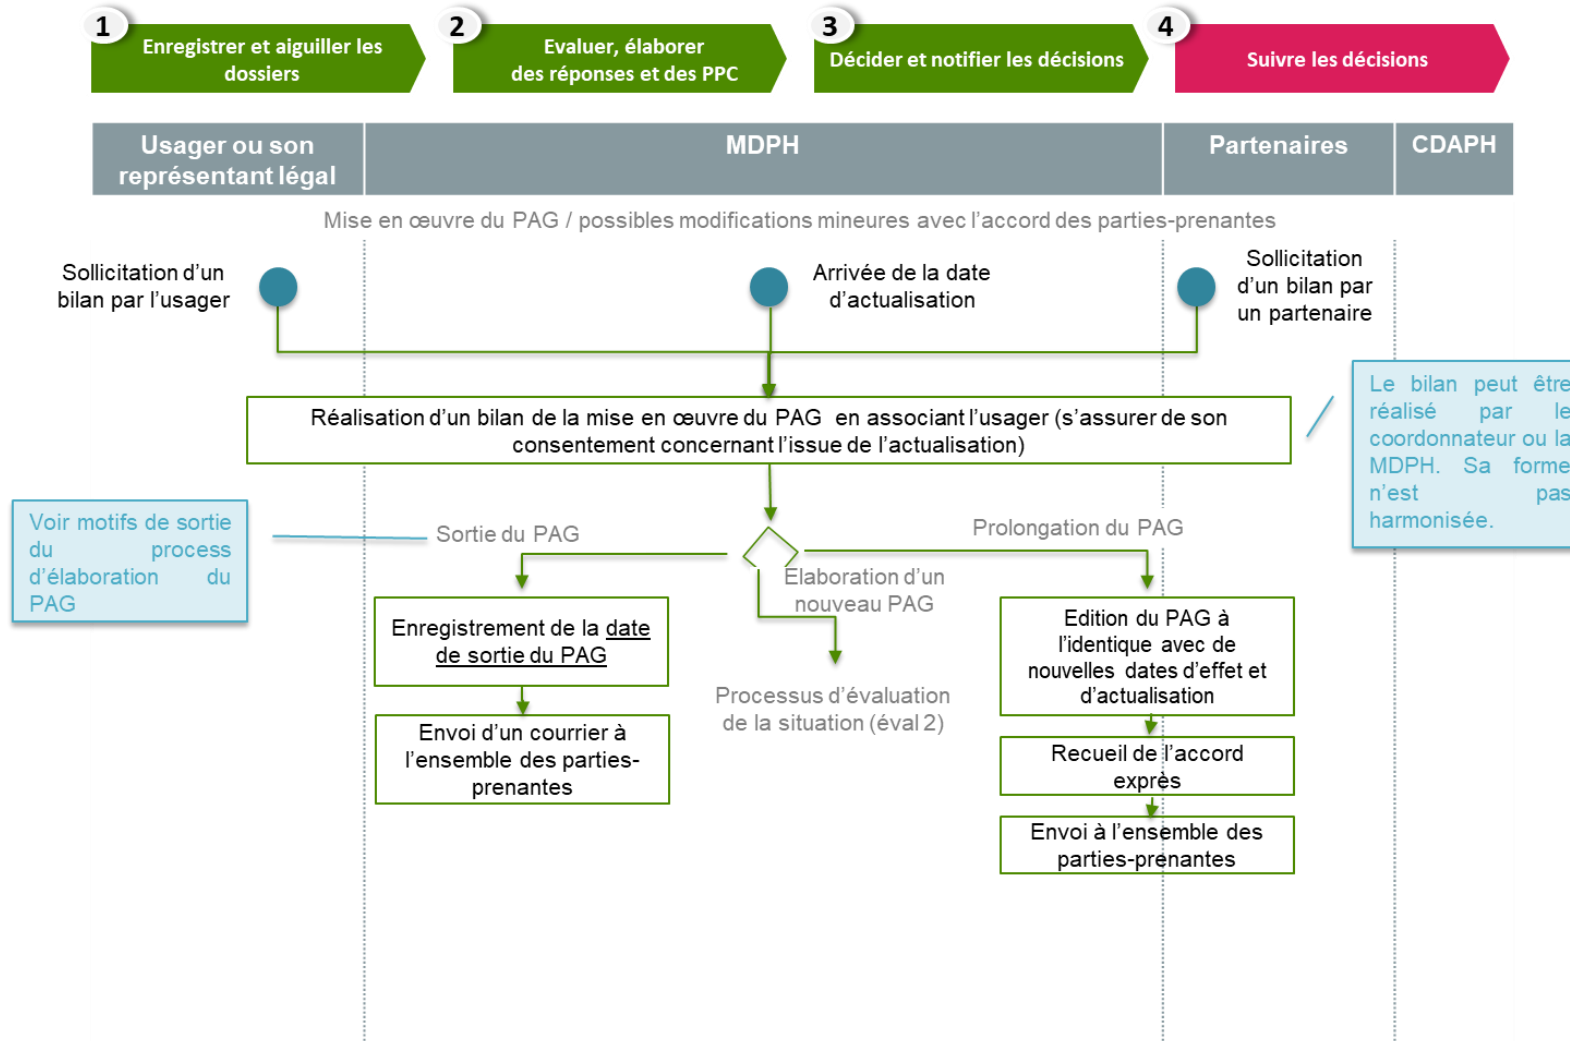 1
Enregistrer et aiguiller les
dossiers
2
Evaluer, élaborer
des réponses et des PPC
3
Décider et notifier les décisions
4
Suivre les décisions
Usager ou son
représentant légal
MDPH
Partenaires
CDAPH
Mise en œuvre du PAG / possibles modifications mineures avec l’accord des parties-prenantes
Sollicitation d’un
bilan par l’usager
Arrivée de la date
d’actualisation
Sollicitation
d’un bilan par
un partenaire
Le bilan peut être
réalisé par le
coordonnateur ou la
MDPH. Sa forme
n’est pas
harmonisée.
Réalisation d’un bilan de la mise en œuvre du PAG en associant l’usager (s’assurer de son
consentement concernant l’issue de l’actualisation)
Voir motifs de sortie
du process
d’élaboration du
PAG
Sortie du PAG
Prolongation du PAG
Elaboration d’un
nouveau PAG
Enregistrement de la date
de sortie du PAG
Edition du PAG à
l’identique avec de
nouvelles dates d’effet et
d’actualisation
Processus d’évaluation
de la situation (éval 2)
Envoi d’un courrier à
l’ensemble des parties-
prenantes
Recueil de l’accord
exprès
Envoi à l’ensemble des
parties-prenantes